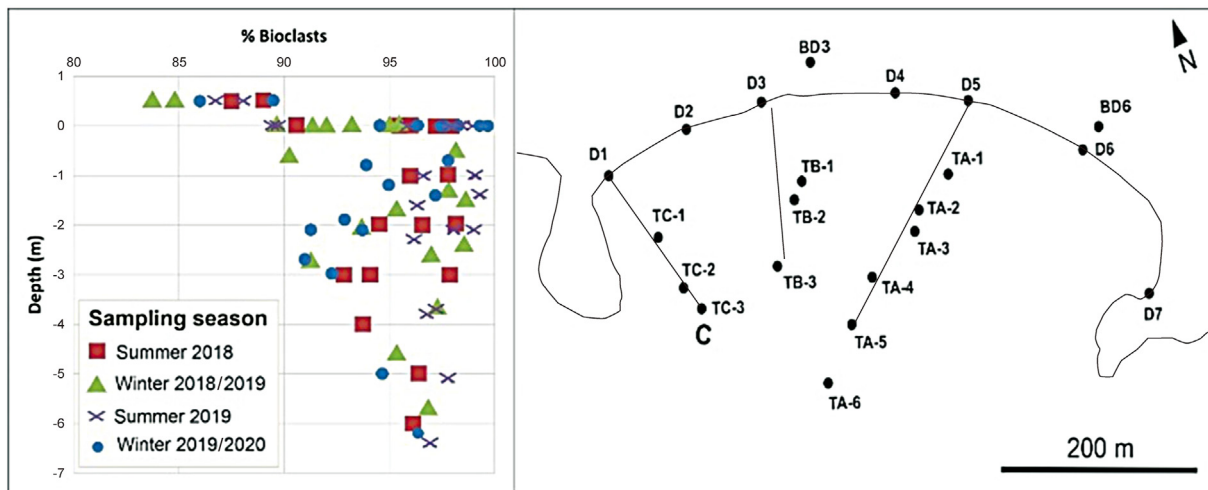 % Bioclasts
80 85 90 95 100
1
0
-1
-2
-3
-4
-5
-6
-7
Depth (m)
Sampling season
Summer 2018
Winter 2018/2019
Summer 2019
Winter 2019/2020
N
BD3
D3
D4
D5
D2
BD6
D6
D1
TB-1
TA-1
TB-2
TA-2
TC-1
TA-3
TB-3
TC-2
TA-4
D7
TC-3
C
TA-5
TA-6
200 m